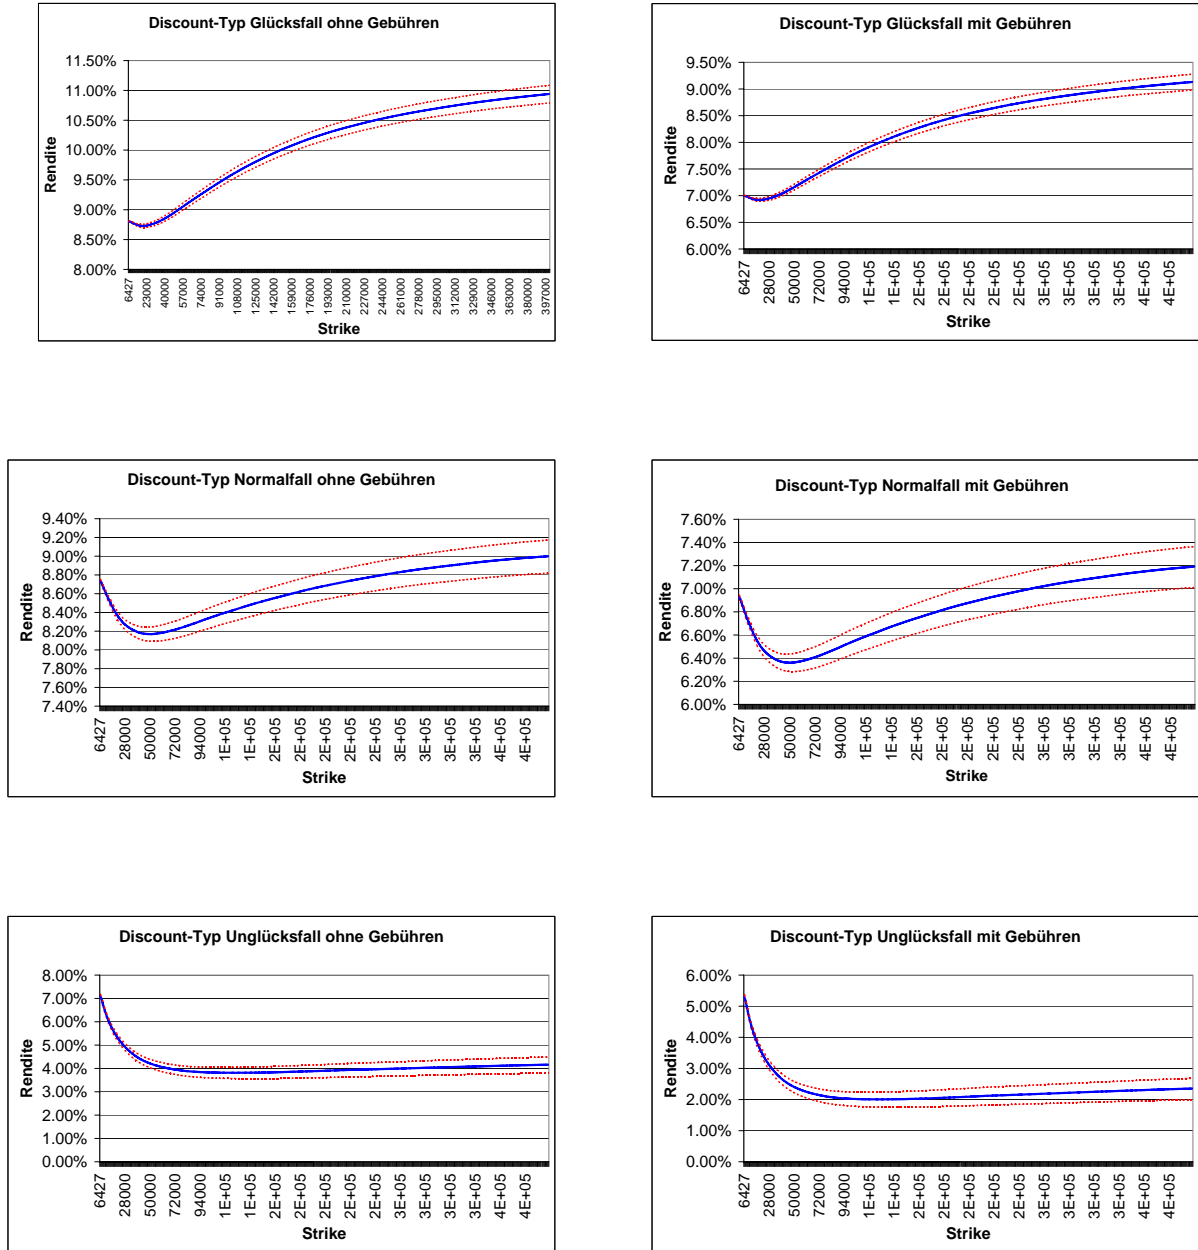 Discount-Typ Glücksfall ohne Gebühren
11.50%
11.00%
10.50%
10.00%
9.50%
9.00%
8.50%
8.00%
Rendite
6427 23000 40000 57000 74000 91000 108000 125000 142000 159000 176000 193000 210000 227000 244000 261000 278000 295000 312000 329000 346000 363000 380000 397000
Strike
Discount-Typ Glücksfall mit Gebühren
9.50%
9.00%
8.50%
8.00%
7.50%
7.00%
6.50%
6.00%
Rendite
6427 28000 50000 72000 94000 1E+05 1E+05 2E+05 2E+05 2E+05 2E+05 2E+05 3E+05 3E+05 3E+05 3E+05 4E+05 4E+05
Strike
Discount-Typ Normalfall ohne Gebühren
9.40%
9.20%
9.00%
8.80%
8.60%
8.40%
8.20%
8.00%
7.80%
7.60%
7.40%
Rendite
6427 28000 50000 72000 94000 1E+05 1E+05 2E+05 2E+05 2E+05 2E+05 2E+05 3E+05 3E+05 3E+05 3E+05 4E+05 4E+05
Strike
Discount-Typ Normalfall mit Gebühren
7.60%
7.40%
7.20%
7.00%
6.80%
6.60%
6.40%
6.20%
6.00%
Rendite
6427 28000 50000 72000 94000 1E+05 1E+05 2E+05 2E+05 2E+05 2E+05 2E+05 3E+05 3E+05 3E+05 3E+05 4E+05 4E+05
Strike
Discount-Typ Unglücksfall ohne Gebühren
8.00%
7.00%
6.00%
5.00%
4.00%
3.00%
2.00%
1.00%
0.00%
Rendite
6427 28000 50000 72000 94000 1E+05 1E+05 2E+05 2E+05 2E+05 2E+05 2E+05 3E+05 3E+05 3E+05 3E+05 4E+05 4E+05
Strike
Discount-Typ Unglücksfall mit Gebühren
6.00%
5.00%
4.00%
3.00%
2.00%
1.00%
0.00%
Rendite
6427 28000 50000 72000 94000 1E+05 1E+05 2E+05 2E+05 2E+05 2E+05 2E+05 3E+05 3E+05 3E+05 3E+05 4E+05 4E+05
Strike